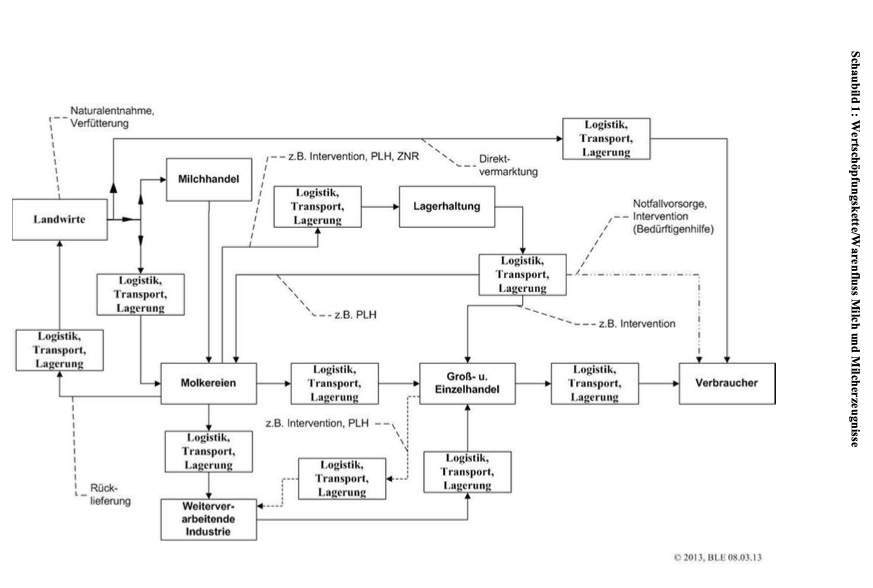 Schaubild 1: Wertschöpfungskette/Warenfluss Milch und Milcherzeugnisse
Naturalentnahme,
Verfütterung
Logistik,
Transport,
Lagerung
z.B. Intervention, PLH, ZNR
Direkt-
vermarktung
Milchhandel
Landwirte
Logistik,
Transport,
Lagerung
Lagerhaltung
Notfallvorsorge,
Intervention
(Bedürftigenhilfe)
Logistik,
Transport,
Lagerung
Logistik,
Transport,
Lagerung
z.B. PLH
z.B. Intervention
Logistik,
Transport,
Lagerung
Molkereien
Logistik,
Transport,
Lagerung
Groß- u.
Einzelhandel
Logistik,
Transport,
Lagerung
Verbraucher
z.B. Intervention, PLH
Logistik,
Transport,
Lagerung
Logistik,
Transport,
Lagerung
Logistik,
Transport,
Lagerung
Rück-
lieferung
Weiterver-
arbeitende
Industrie
© 2013, BLE 08.03.13